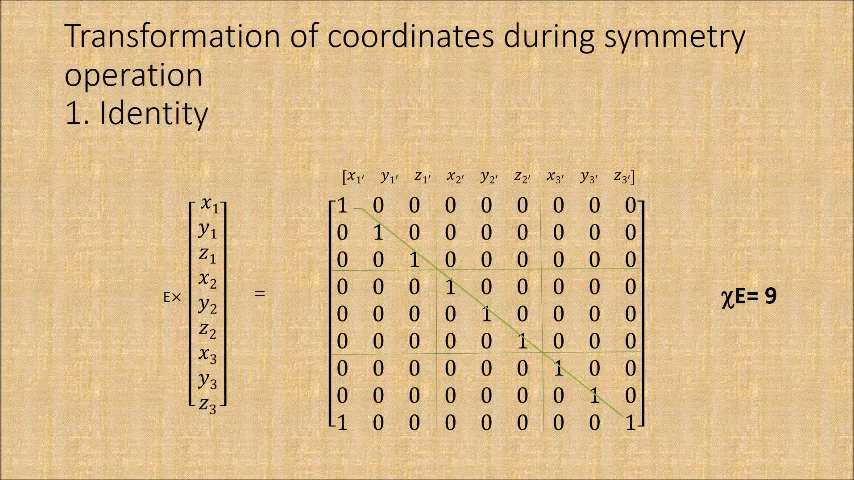 Transformation of coordinates during symmetry
operation
1. Identity
[x₁′ y₁′ z₁′ x₂′ y₂′ z₂′ x₃′ y₃′ z₃′]
x₁
y₁
z₁
x₂
y₂
z₂
x₃
y₃
z₃
E×
=
1 0 0 0 0 0 0 0 0
0 1 0 0 0 0 0 0 0
0 0 1 0 0 0 0 0 0
0 0 0 1 0 0 0 0 0
0 0 0 0 1 0 0 0 0
0 0 0 0 0 1 0 0 0
0 0 0 0 0 0 1 0 0
0 0 0 0 0 0 0 1 0
1 0 0 0 0 0 0 0 1
χE= 9